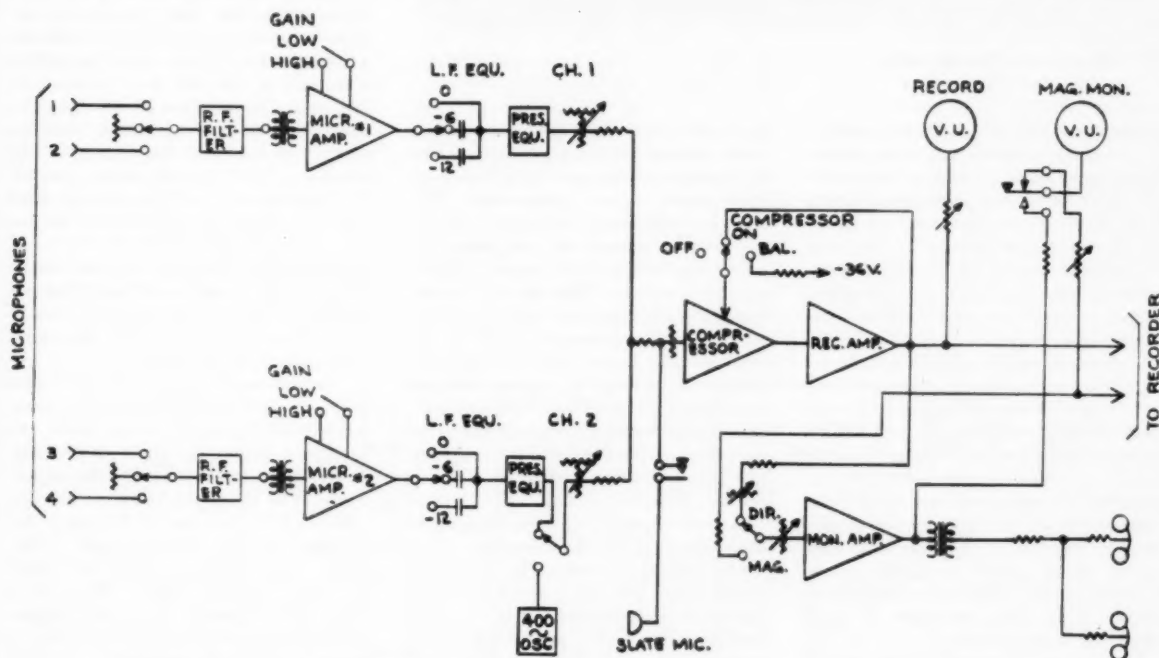 GAIN
LOW
HIGH
L.F. EQU.
0
-6
-12
CH. 1
RECORD
MAG. MON.
V.U.
V.U.
MICROPHONES
1
2
R.F. FILT-ER
MICR. AMP. #1
PRES. EQU.
COMPRESSOR
ON
OFF
BAL.
-36V.
COMPR-ESSOR
REC. AMP.
TO RECORDER
GAIN
LOW
HIGH
L.F. EQU.
0
-6
-12
CH. 2
3
4
R.F. FILT-ER
MICR. AMP. #2
PRES. EQU.
DIR.
MAG.
MON. AMP.
400
~
OSC
SLATE MIC.